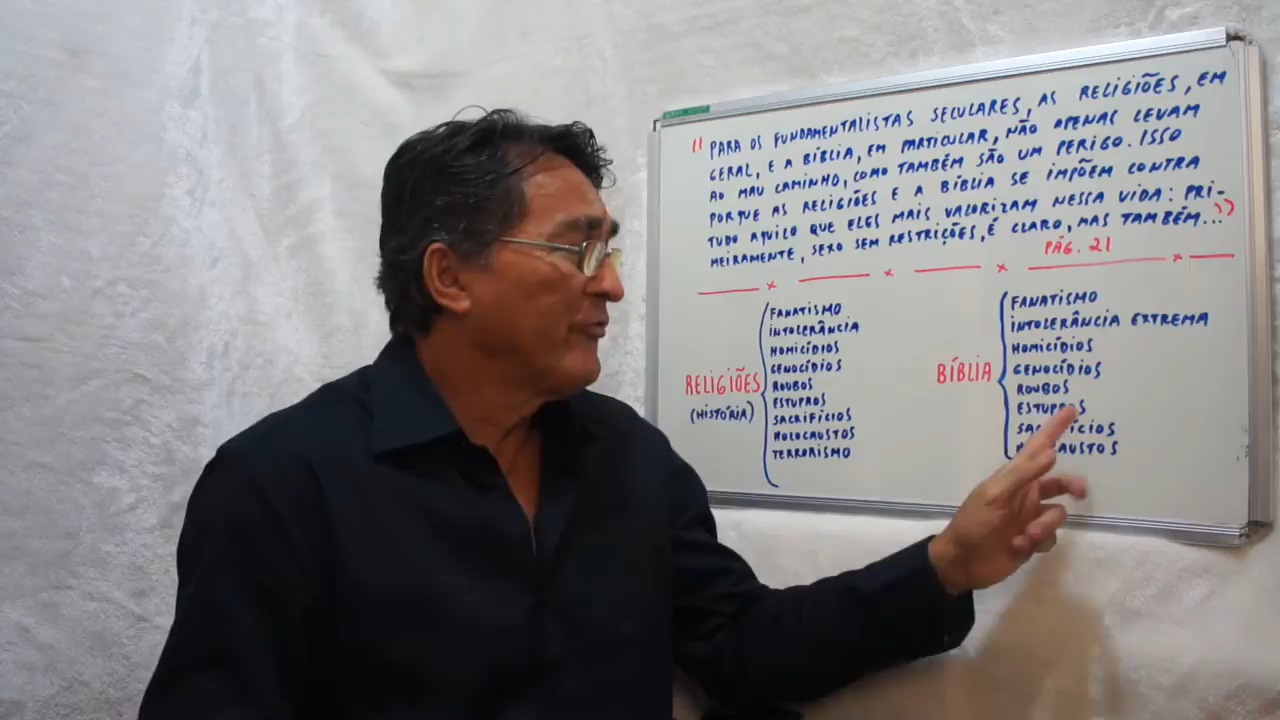 " PARA OS FUNDAMENTALISTAS SECULARES, AS RELIGIÕES, EM
GERAL, E A BÍBLIA, EM PARTICULAR, NÃO APENAS LEVAM
AO MAU CAMINHO, COMO TAMBÉM SÃO UM PERIGO. ISSO
PORQUE AS RELIGIÕES E A BÍBLIA SE IMPÕEM CONTRA
TUDO AQUILO QUE ELES MAIS VALORIZAM NESSA VIDA: PRI-
MEIRAMENTE, SEXO SEM RESTRIÇÕES, É CLARO, MAS TAMBÉM... "
PÁG. 21
RELIGIÕES
(HISTÓRIA)
FANATISMO
INTOLERÂNCIA
HOMICÍDIOS
GENOCÍDIOS
ROUBOS
ESTUPROS
SACRIFÍCIOS
HOLOCAUSTOS
TERRORISMO
BÍBLIA
FANATISMO
INTOLERÂNCIA EXTREMA
HOMICÍDIOS
GENOCÍDIOS
ROUBOS
ESTUPROS
SACRIFÍCIOS
HOLOCAUSTOS